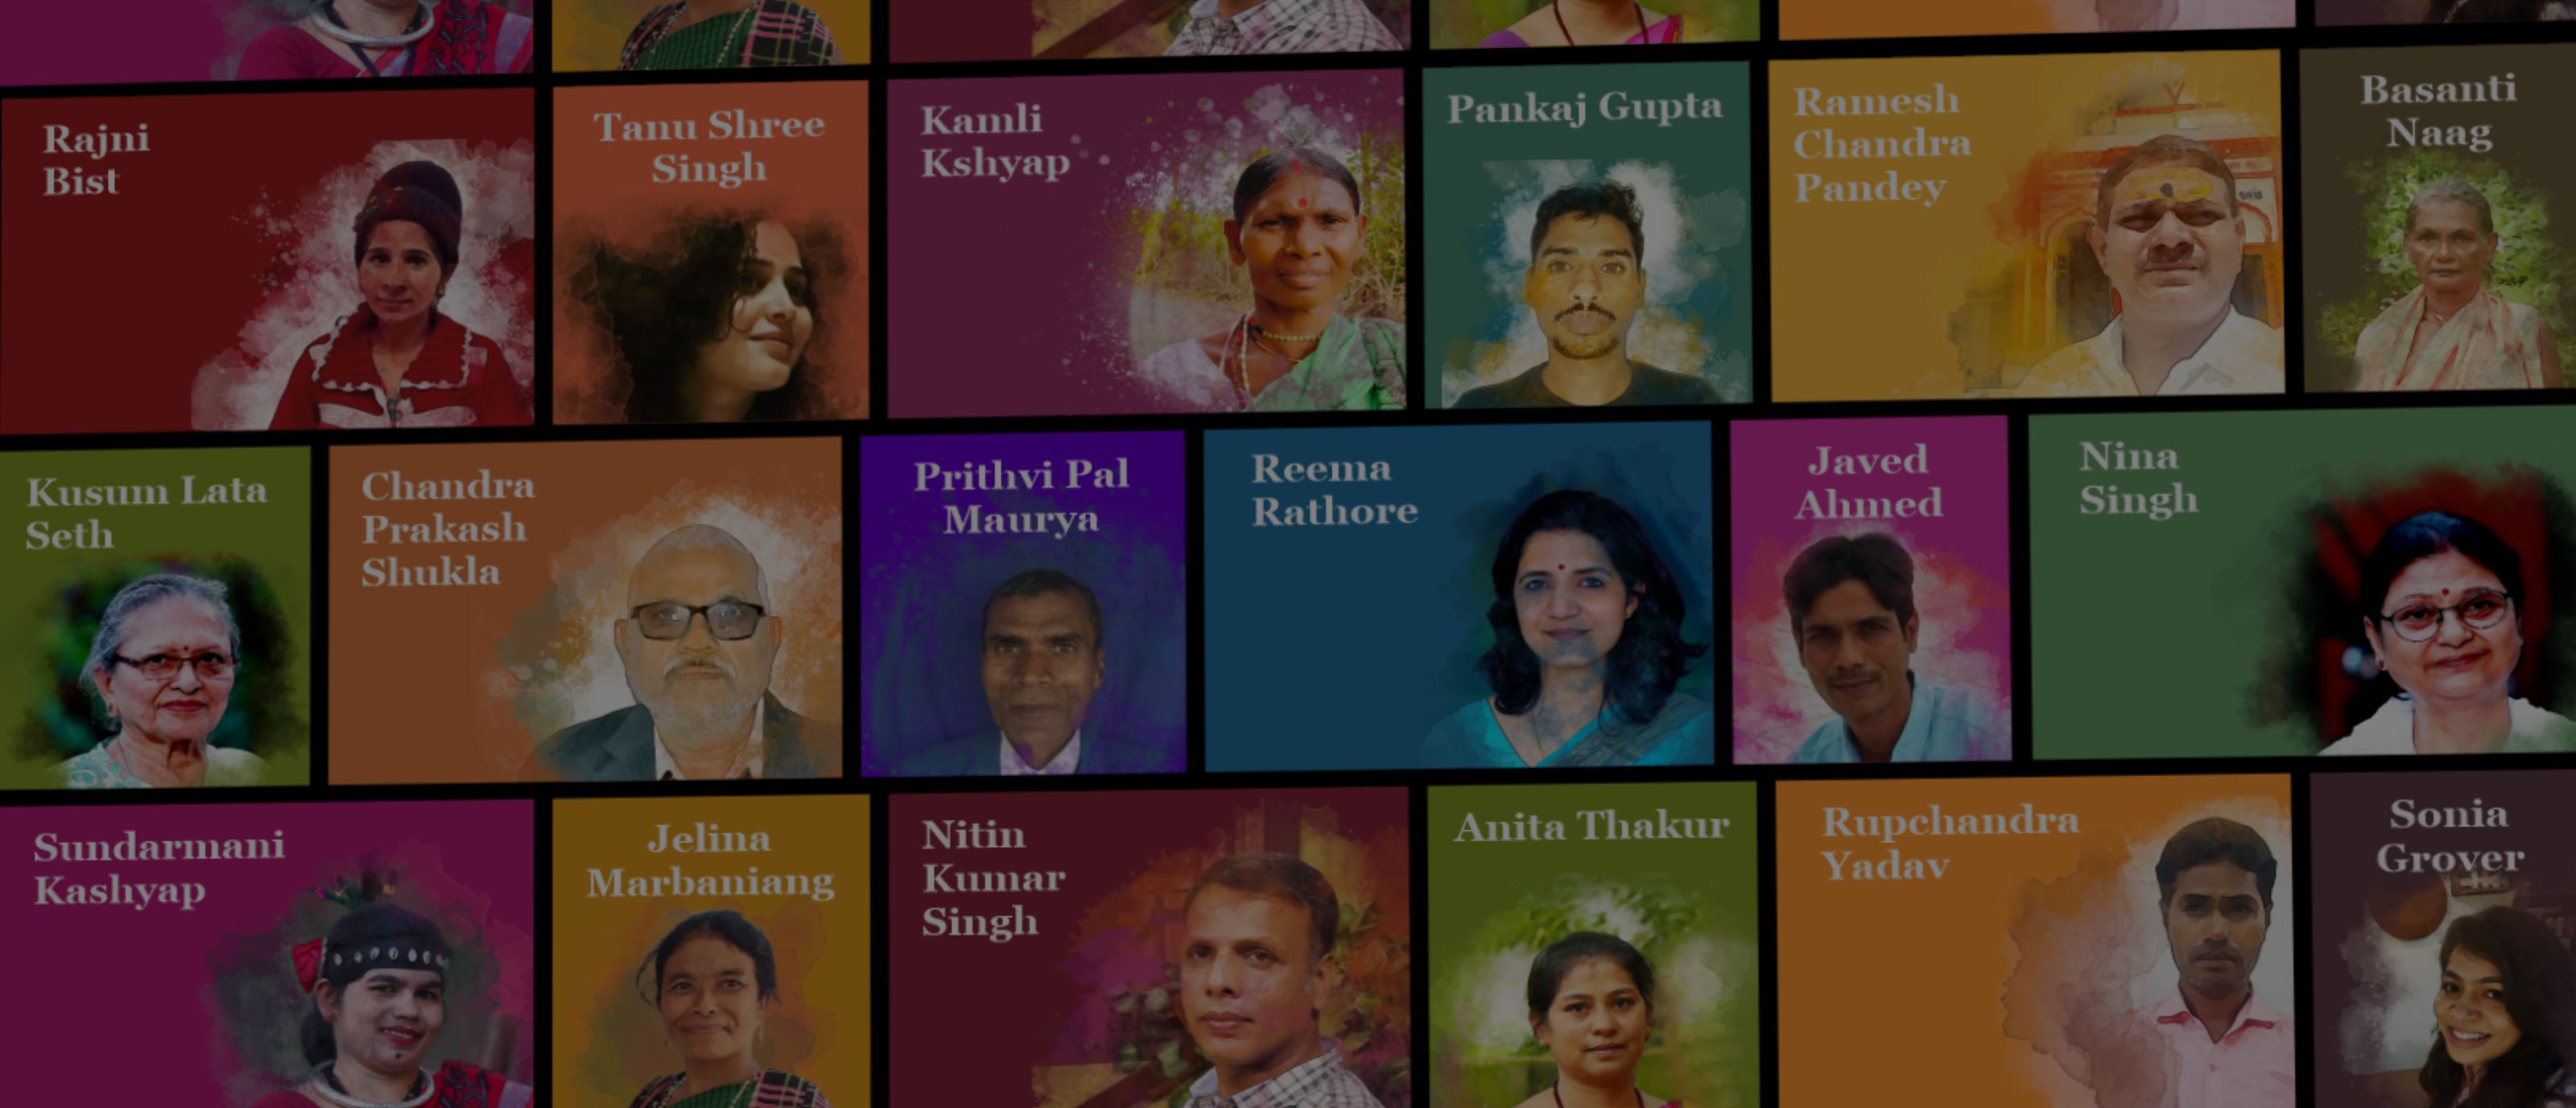 Rajni
Bist
Tanu Shree
Singh
Kamli
Kshyap
Pankaj Gupta
Ramesh
Chandra
Pandey
Basanti
Naag
Kusum Lata
Seth
Chandra
Prakash
Shukla
Prithvi Pal
Maurya
Reema
Rathore
Javed
Ahmed
Nina
Singh
Sundarmani
Kashyap
Jelina
Marbaniang
Nitin
Kumar
Singh
Anita Thakur
Rupchandra
Yadav
Sonia
Grover